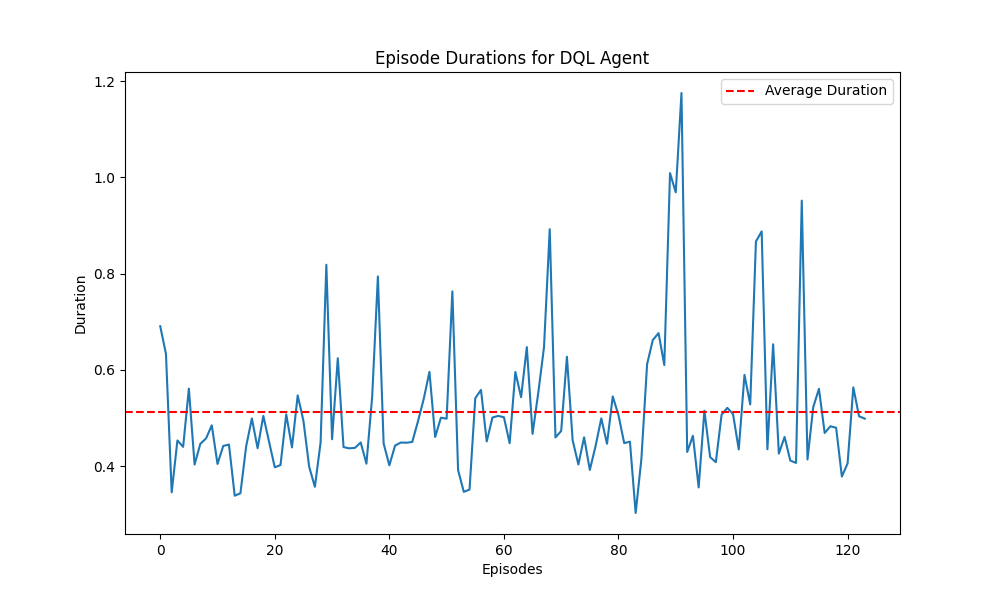 Episode Durations for DQL Agent
Average Duration
1.2
1.0
0.8
0.6
0.4
Duration
0 20 40 60 80 100 120
Episodes